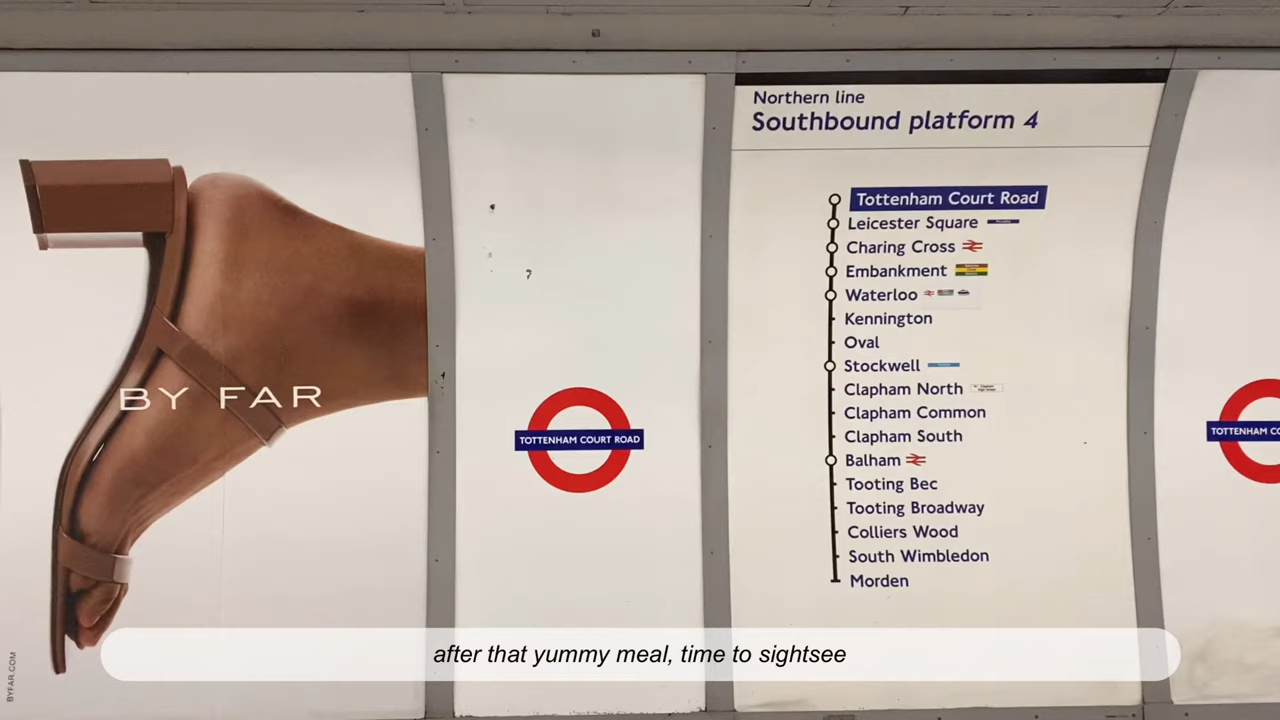 BY FAR
BYFAR.COM
TOTTENHAM COURT ROAD
Northern line
Southbound platform 4
Tottenham Court Road
Leicester Square
Charing Cross
Embankment
Waterloo
Kennington
Oval
Stockwell
Clapham North
Clapham Common
Clapham South
Balham
Tooting Bec
Tooting Broadway
Colliers Wood
South Wimbledon
Morden
TOTTENHAM CO
after that yummy meal, time to sightsee